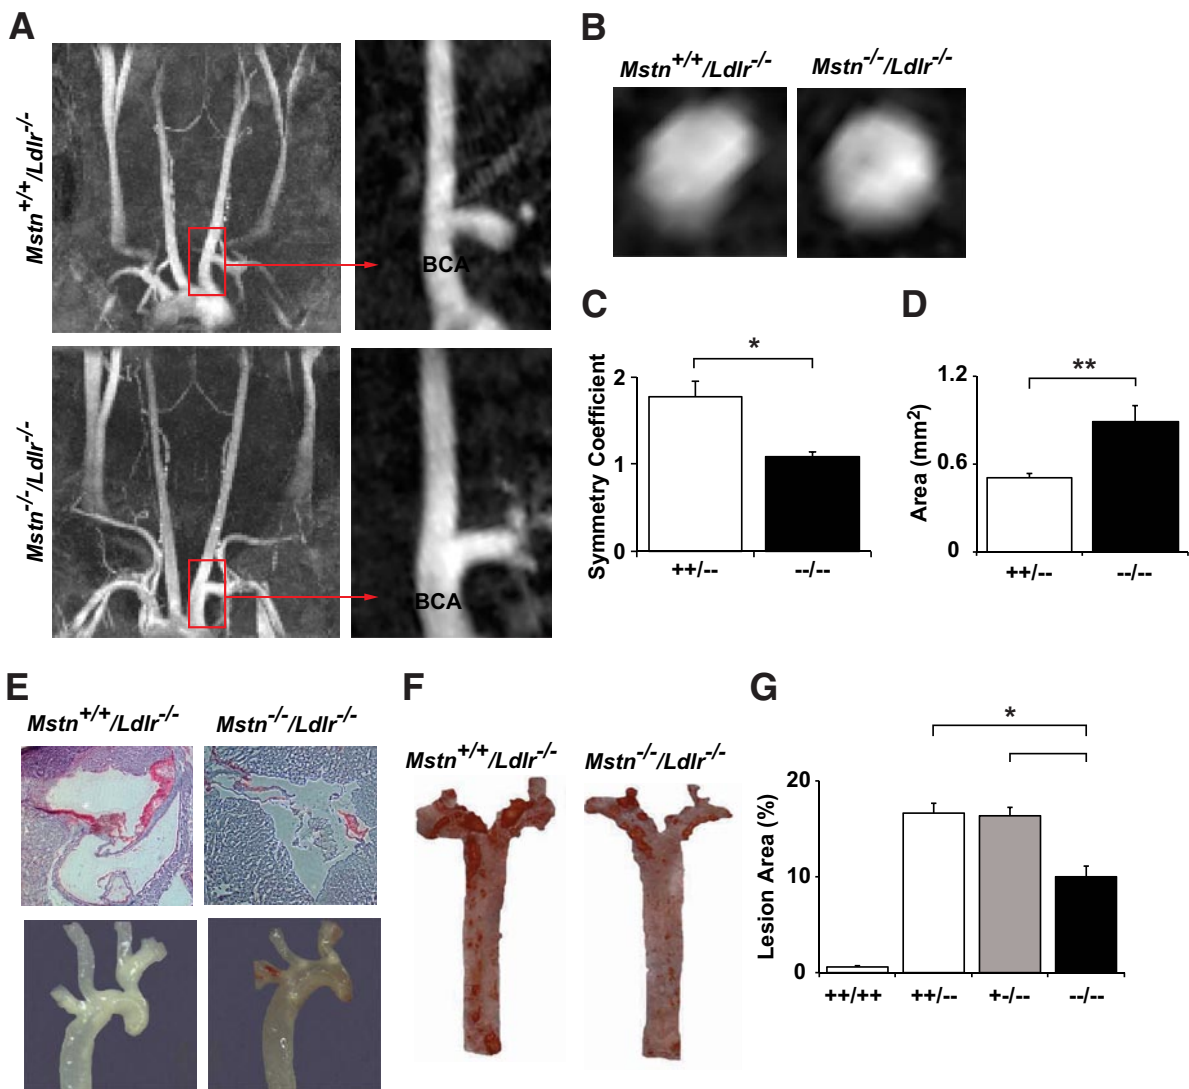 A
Mstn+/+/Ldlr-/-
BCA
Mstn-/-/Ldlr-/-
BCA
B
Mstn+/+/Ldlr-/-
Mstn-/-/Ldlr-/-
C
*
Symmetry Coefficient
2
1
0
++/-- --/--
D
**
Area (mm2)
1.2
0.6
0
++/-- --/--
E
Mstn+/+/Ldlr-/-
Mstn-/-/Ldlr-/-
F
Mstn+/+/Ldlr-/-
Mstn-/-/Ldlr-/-
G
*
Lesion Area (%)
20
10
0
++/++ ++/-- +-/-- --/--